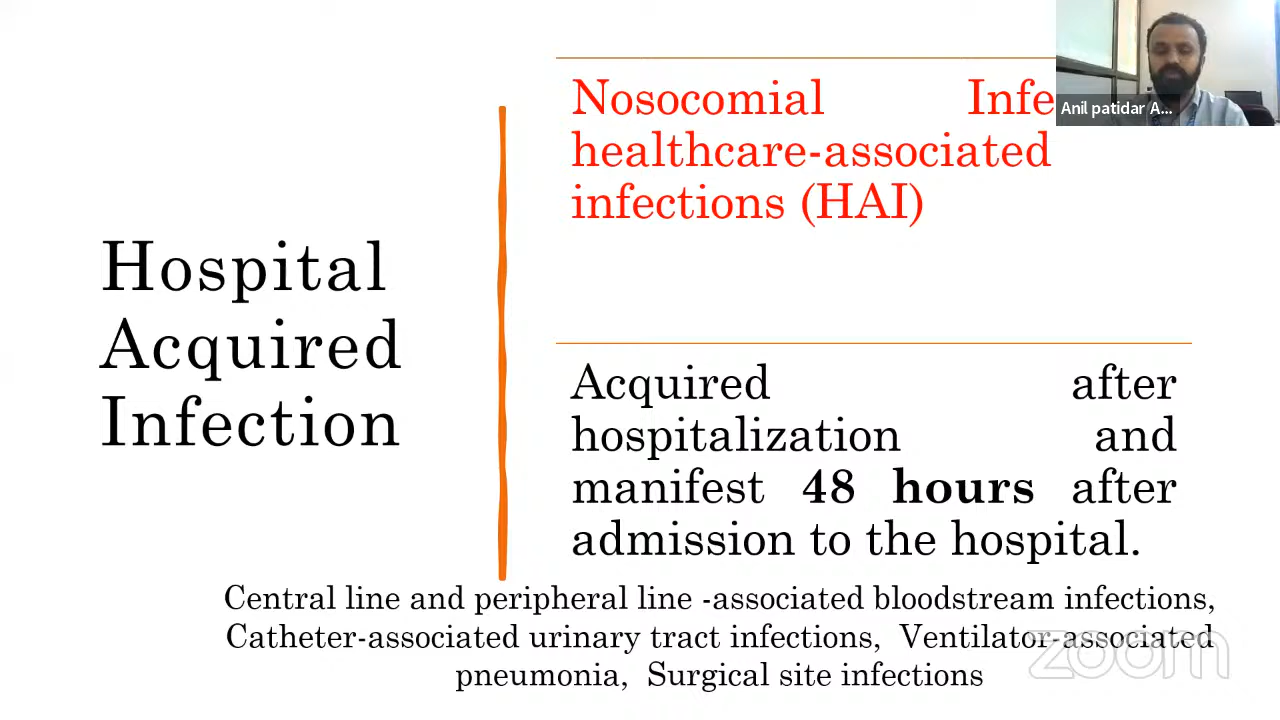 Hospital
Acquired
Infection
Nosocomial Infe
healthcare-associated
infections (HAI)
Acquired after
hospitalization and
manifest 48 hours after
admission to the hospital.
Central line and peripheral line -associated bloodstream infections,
Catheter-associated urinary tract infections, Ventilator-associated
pneumonia, Surgical site infections
Anil patidar A...
zoom